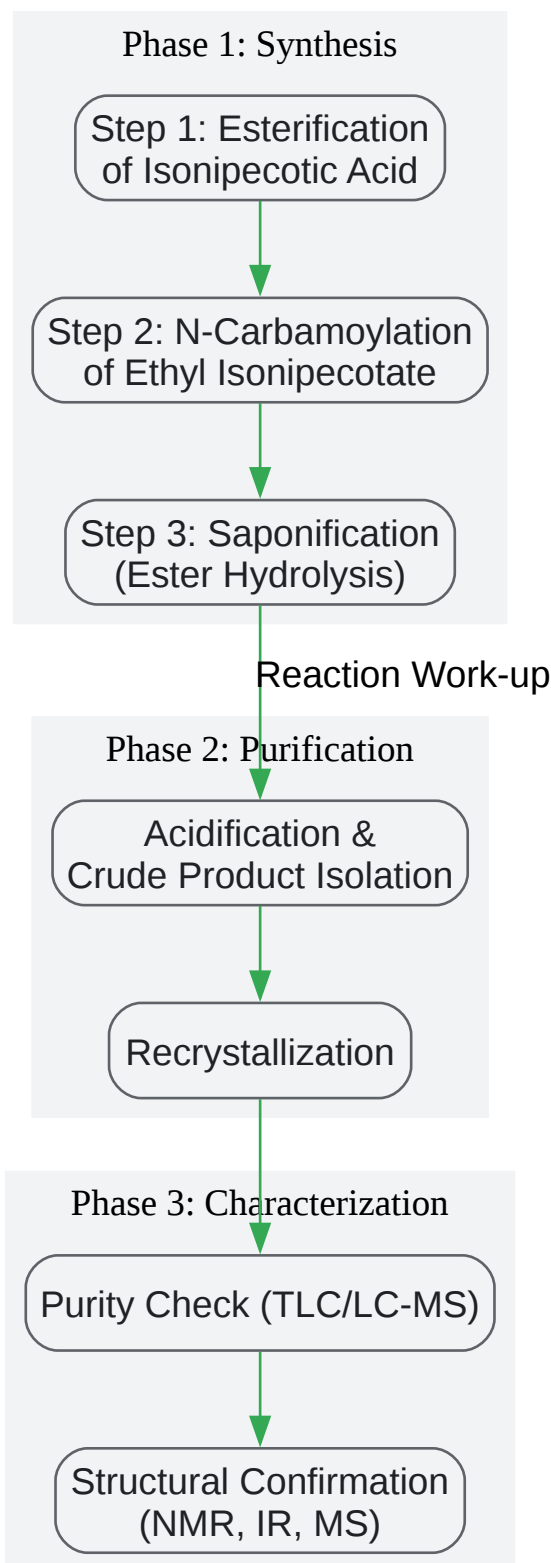 Phase 1: Synthesis
Step 1: Esterification
of Isonipecotic Acid
Step 2: N-Carbamoylation
of Ethyl Isonipecotate
Step 3: Saponification
(Ester Hydrolysis)
Reaction Work-up
Phase 2: Purification
Acidification &
Crude Product Isolation
Recrystallization
Phase 3: Characterization
Purity Check (TLC/LC-MS)
Structural Confirmation
(NMR, IR, MS)